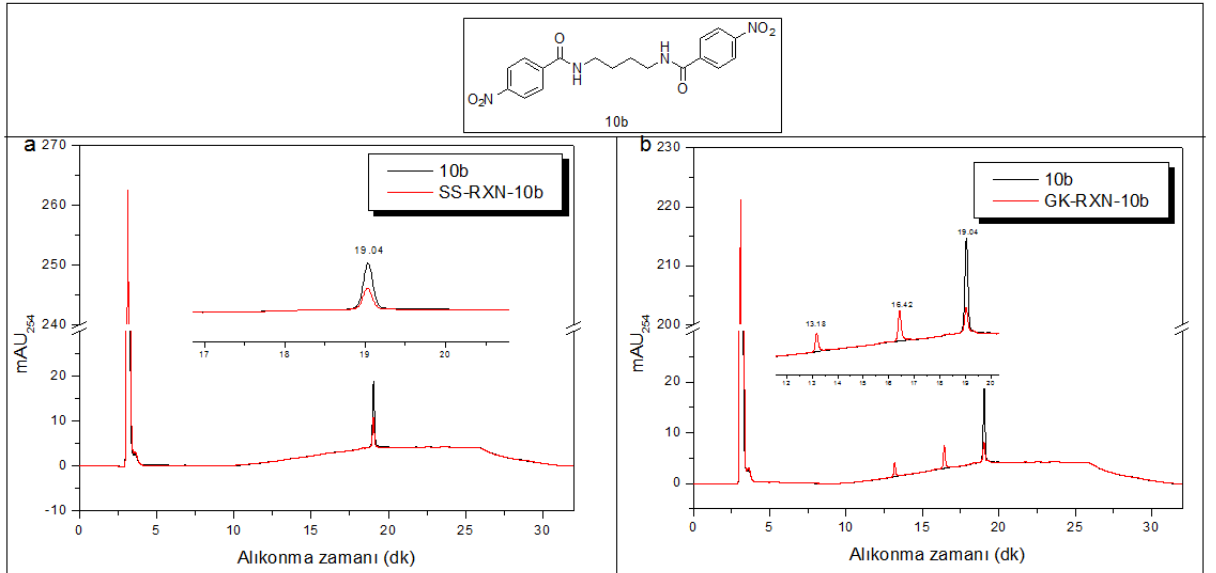 NO₂
O
H
N
N
H
O
O₂N
10b
a
270
260
250
240
20
10
0
-10
mAU₂₅₄
10b
SS-RXN-10b
19.04
17 18 19 20
0 5 10 15 20 25 30
Alıkonma zamanı (dk)
b
230
220
210
200
20
0
mAU₂₅₄
10b
GK-RXN-10b
13.18
16.42
19.04
12 13 14 15 16 17 18 19 20
0 5 10 15 20 25 30
Alıkonma zamanı (dk)